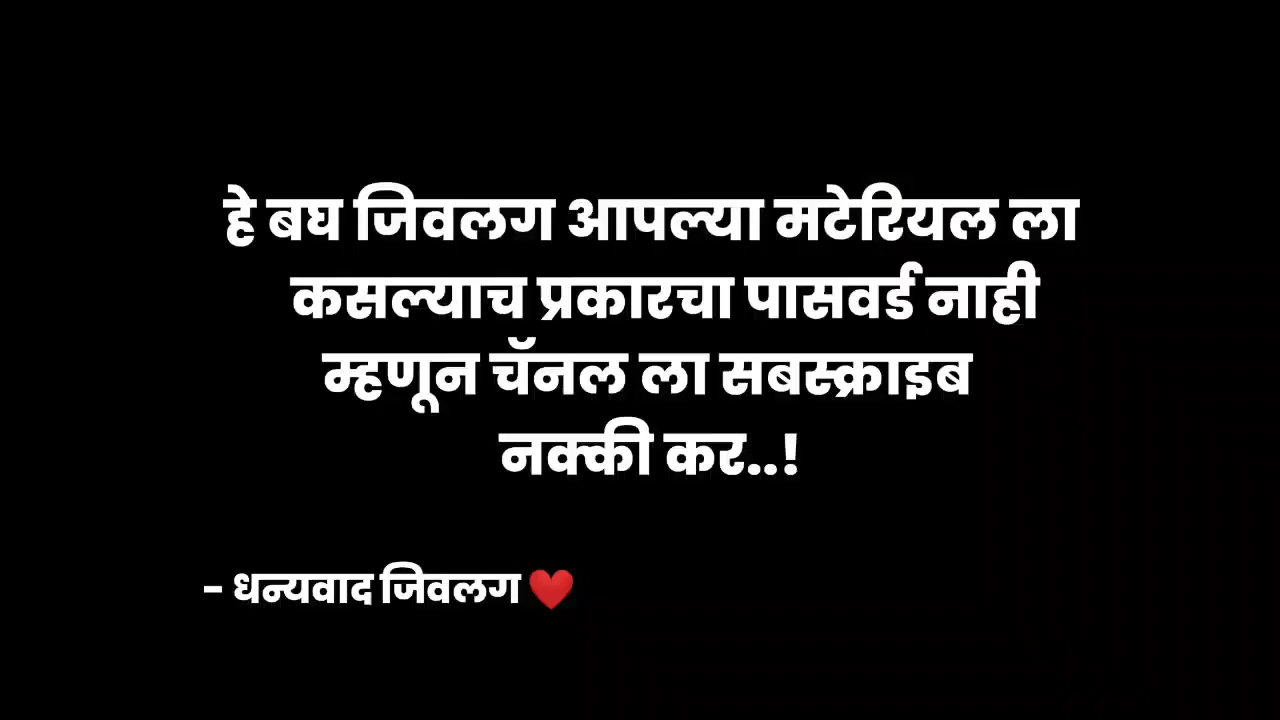 हे बघ जिवलग आपल्या मटेरियल ला
कसल्याच प्रकारचा पासवर्ड नाही
म्हणून चॅनल ला सबस्क्राइब
नक्की कर..!
- धन्यवाद जिवलग ❤️